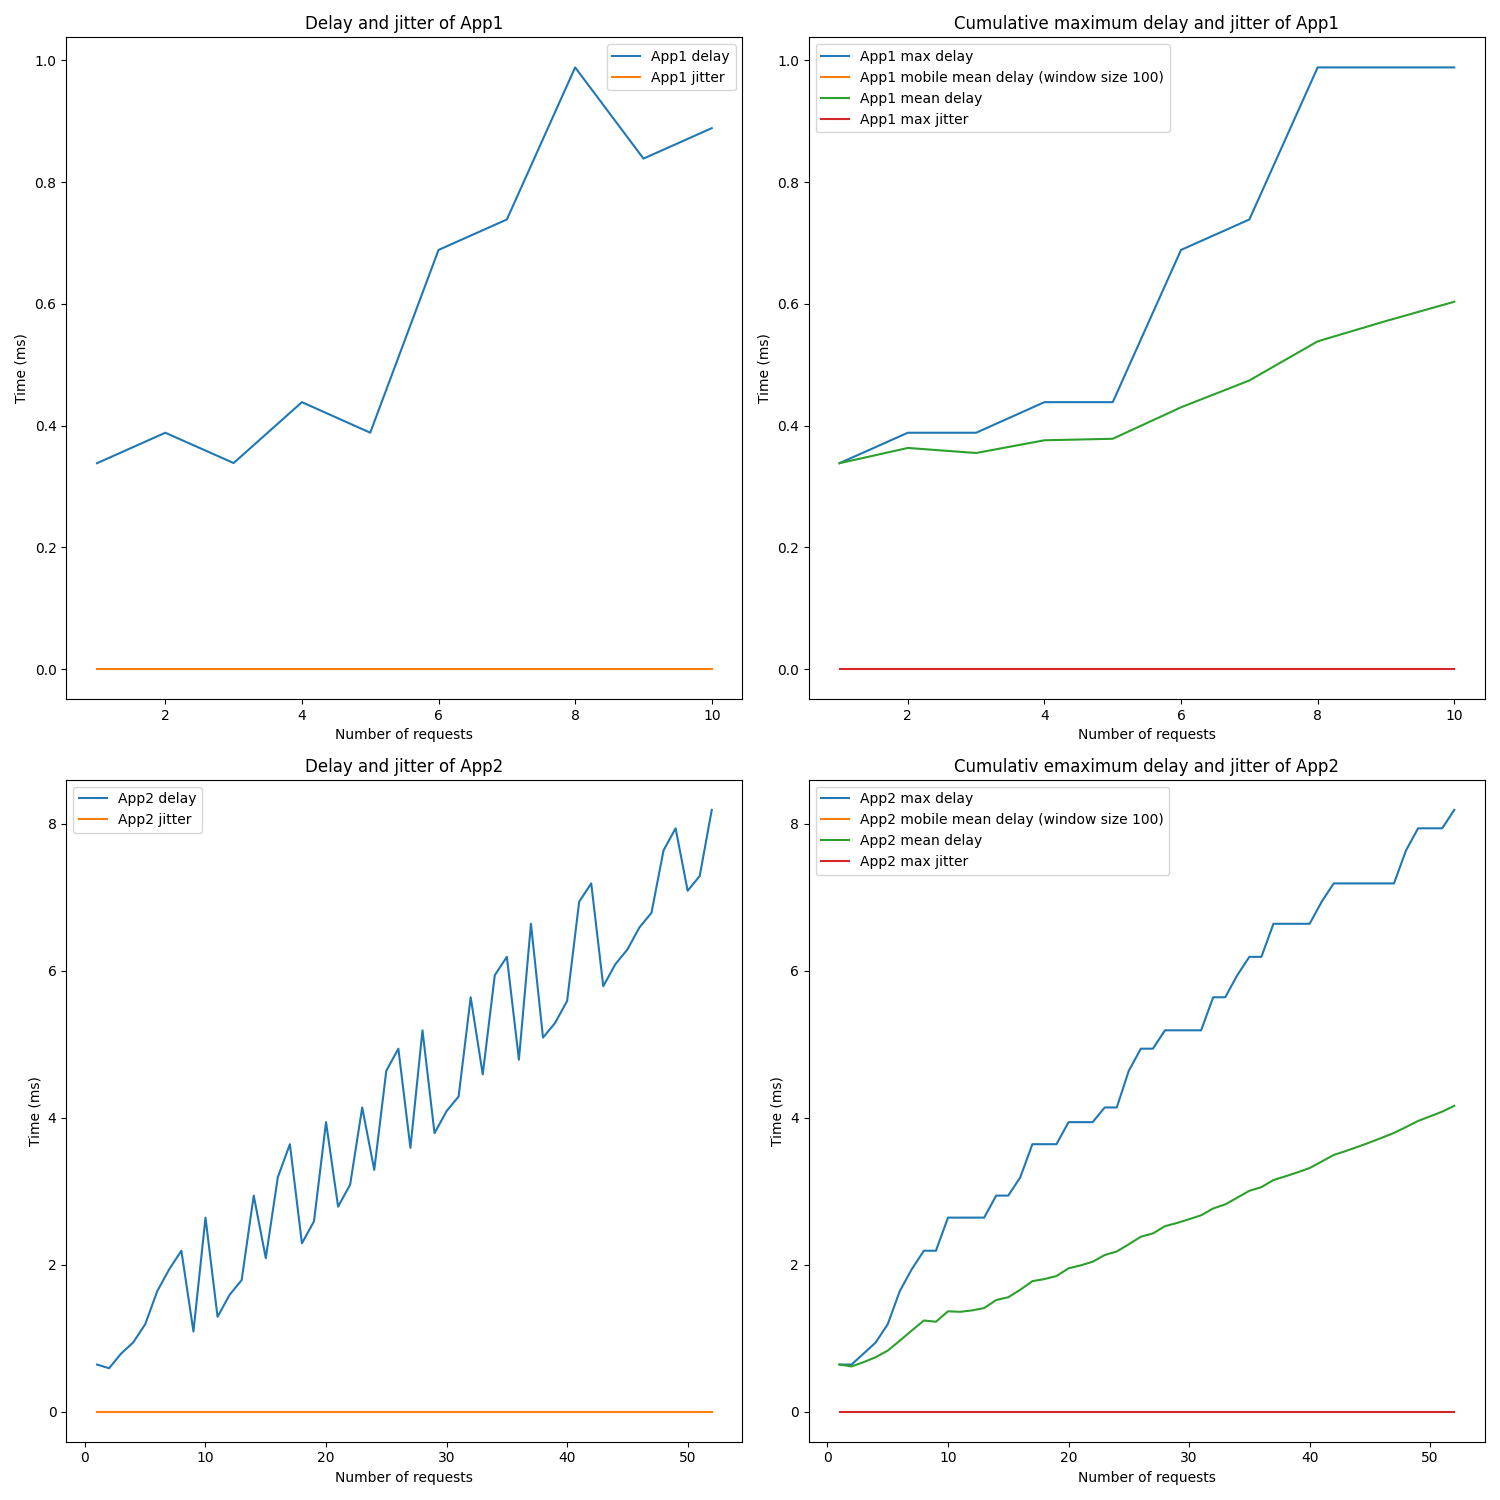 Delay and jitter of App1
App1 delay
App1 jitter
1.0
0.8
0.6
0.4
0.2
0.0
Time (ms)
2 4 6 8 10
Number of requests
Cumulative maximum delay and jitter of App1
App1 max delay
App1 mobile mean delay (window size 100)
App1 mean delay
App1 max jitter
1.0
0.8
0.6
0.4
0.2
0.0
Time (ms)
2 4 6 8 10
Number of requests
Delay and jitter of App2
App2 delay
App2 jitter
8
6
4
2
0
Time (ms)
0 10 20 30 40 50
Number of requests
Cumulativ emaximum delay and jitter of App2
App2 max delay
App2 mobile mean delay (window size 100)
App2 mean delay
App2 max jitter
8
6
4
2
0
Time (ms)
0 10 20 30 40 50
Number of requests